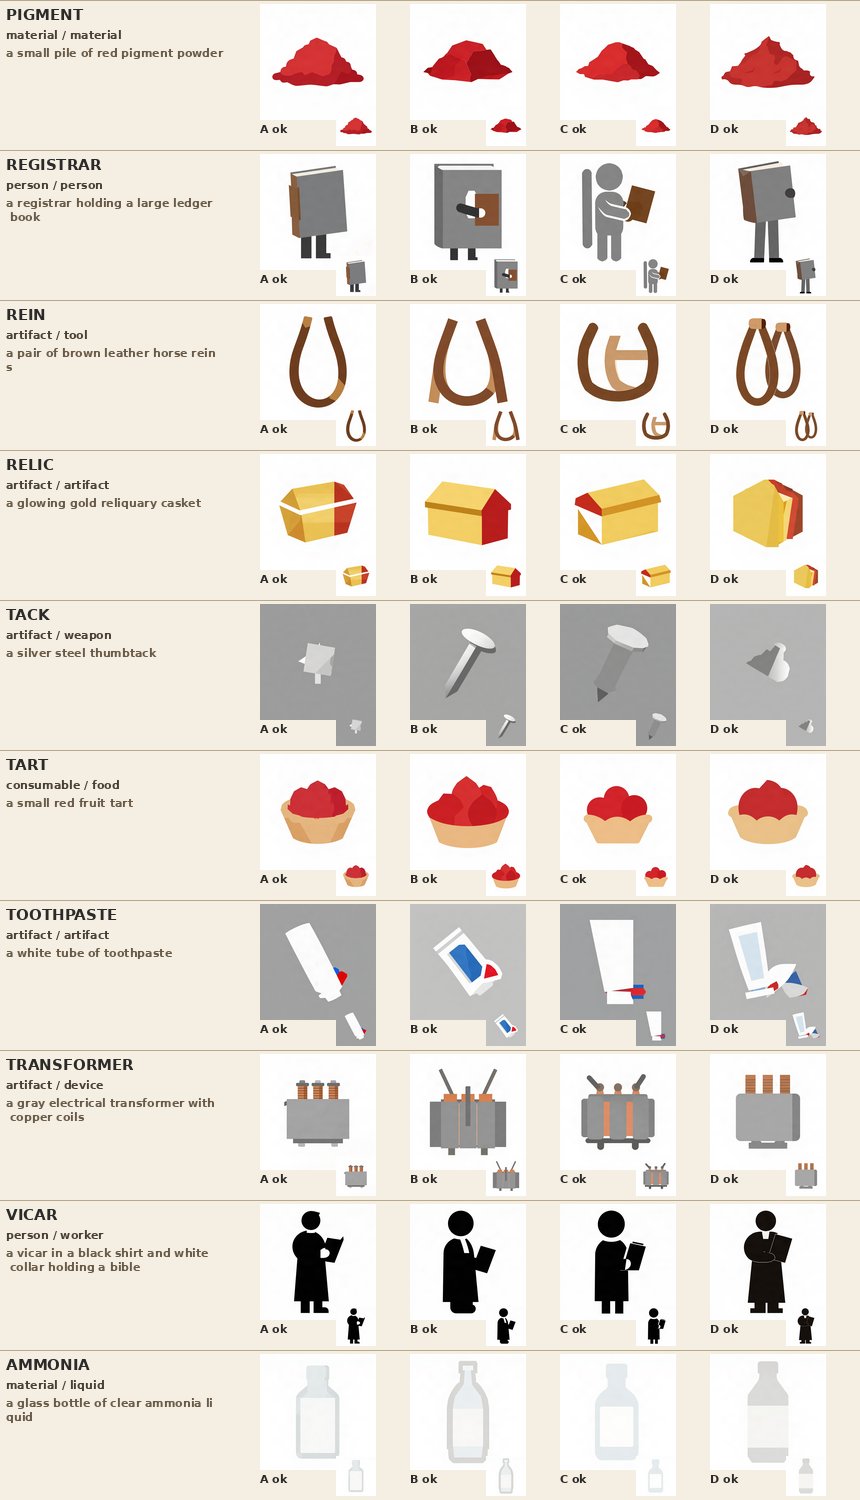 PIGMENT
material / material
a small pile of red pigment powder
A ok
B ok
C ok
D ok
REGISTRAR
person / person
a registrar holding a large ledger
book
A ok
B ok
C ok
D ok
REIN
artifact / tool
a pair of brown leather horse rein
s
A ok
B ok
C ok
D ok
RELIC
artifact / artifact
a glowing gold reliquary casket
A ok
B ok
C ok
D ok
TACK
artifact / weapon
a silver steel thumbtack
A ok
B ok
C ok
D ok
TART
consumable / food
a small red fruit tart
A ok
B ok
C ok
D ok
TOOTHPASTE
artifact / artifact
a white tube of toothpaste
A ok
B ok
C ok
D ok
TRANSFORMER
artifact / device
a gray electrical transformer with
copper coils
A ok
B ok
C ok
D ok
VICAR
person / worker
a vicar in a black shirt and white
collar holding a bible
A ok
B ok
C ok
D ok
AMMONIA
material / liquid
a glass bottle of clear ammonia li
quid
A ok
B ok
C ok
D ok